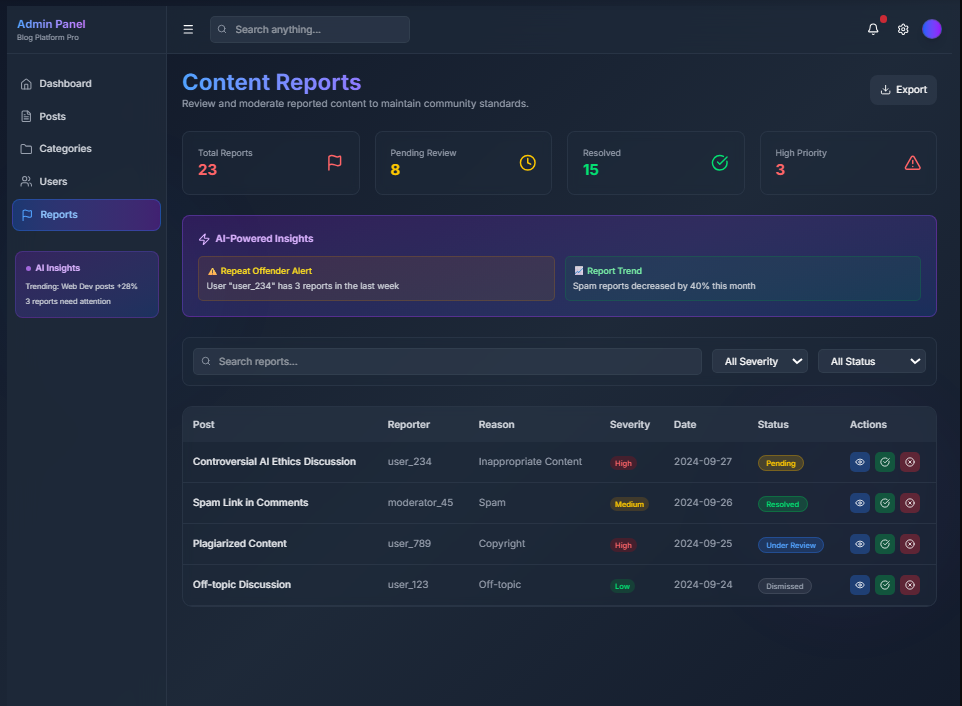 Admin Panel
Blog Platform Pro
Search anything...
Dashboard
Posts
Categories
Users
Reports
AI Insights
Trending: Web Dev posts +28%
3 reports need attention
Content Reports
Review and moderate reported content to maintain community standards.
Export
Total Reports
23
Pending Review
8
Resolved
15
High Priority
3
AI-Powered Insights
Repeat Offender Alert
User "user_234" has 3 reports in the last week
Report Trend
Spam reports decreased by 40% this month
Search reports...
All Severity
All Status
Post Reporter Reason Severity Date Status Actions
Controversial AI Ethics Discussion user_234 Inappropriate Content High 2024-09-27 Pending
Spam Link in Comments moderator_45 Spam Medium 2024-09-26 Resolved
Plagiarized Content user_789 Copyright High 2024-09-25 Under Review
Off-topic Discussion user_123 Off-topic Low 2024-09-24 Dismissed